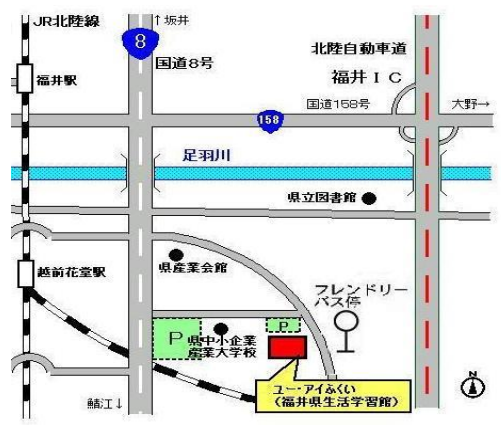 JR北陸線
↑坂井
8
国道8号
北陸自動車道
福井IC
福井駅
国道158号
大野→
158
足羽川
県立図書館
県産業会館
越前花堂駅
フレンドリー
バス停
P
県中小企業
産業大学校
P
ユー・アイふくい
(福井県生活学習館)
鯖江↓
N